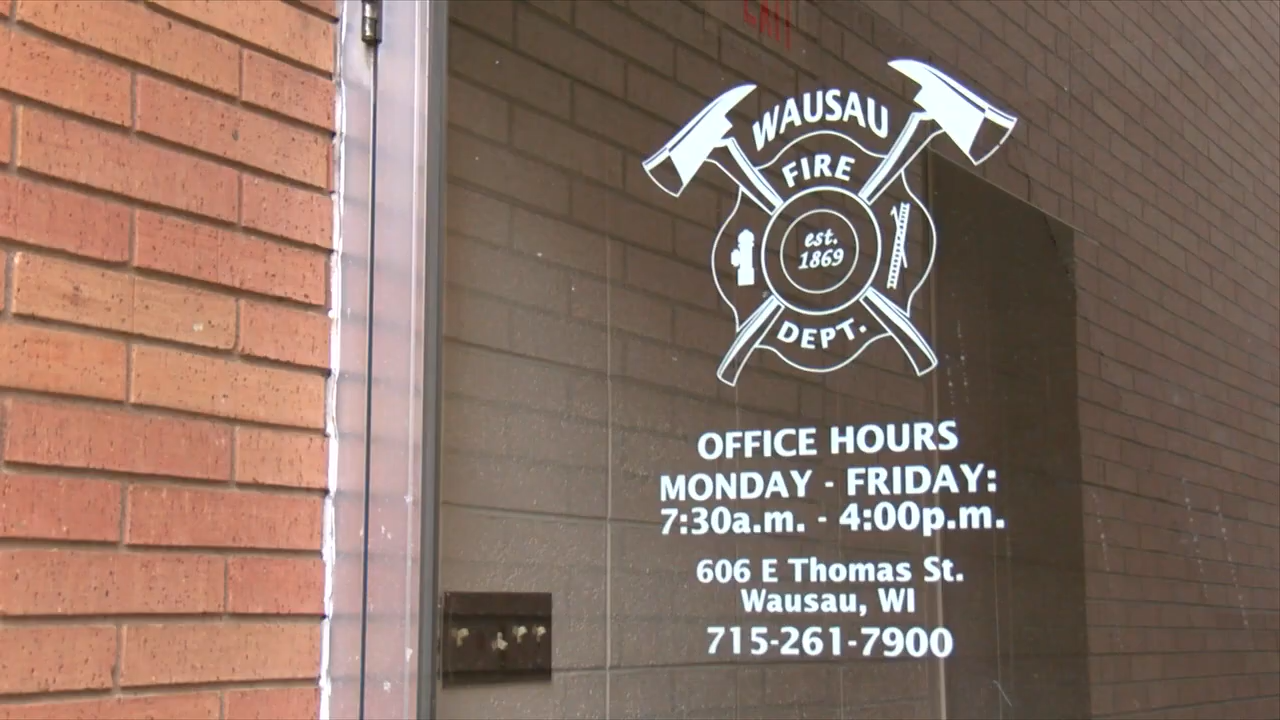 EXIT
WAUSAU
FIRE
est.
1869
DEPT.
OFFICE HOURS
MONDAY - FRIDAY:
7:30a.m. - 4:00p.m.
606 E Thomas St.
Wausau, WI
715-261-7900